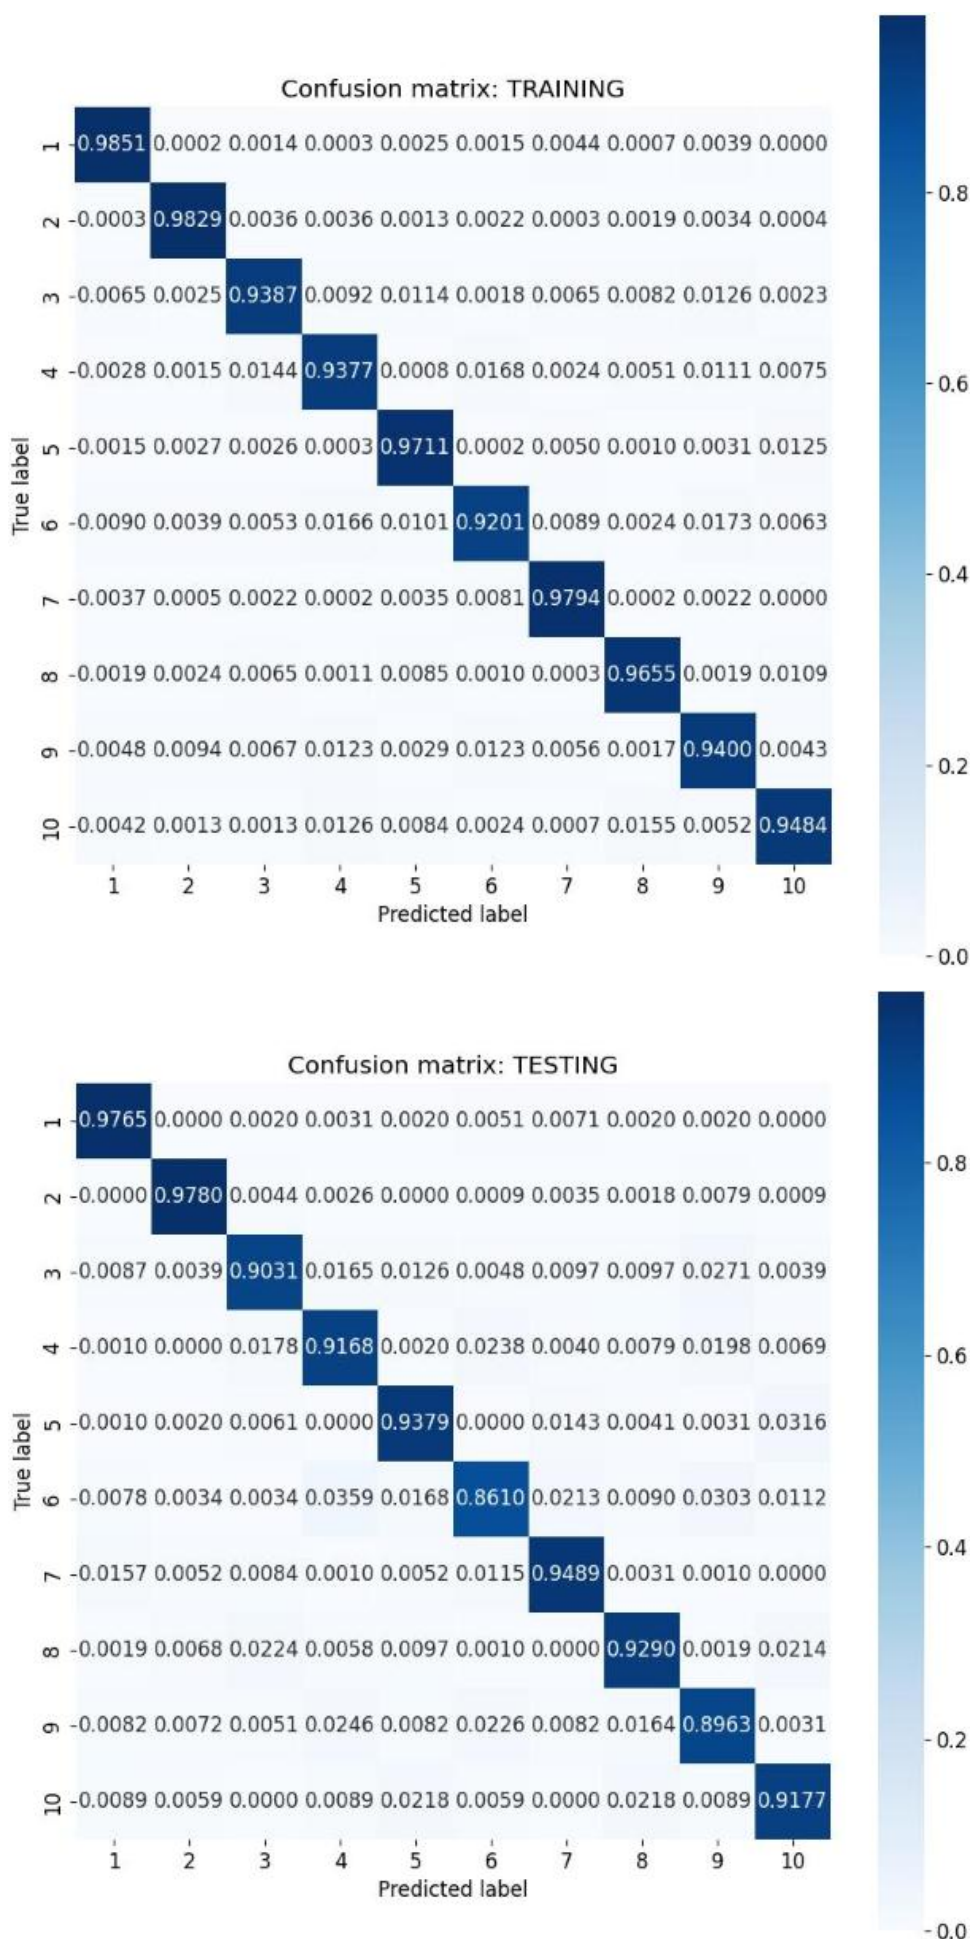 Confusion matrix: TRAINING
1 0.9851 0.0002 0.0014 0.0003 0.0025 0.0015 0.0044 0.0007 0.0039 0.0000
2 0.0003 0.9829 0.0036 0.0036 0.0013 0.0022 0.0003 0.0019 0.0034 0.0004
3 0.0065 0.0025 0.9387 0.0092 0.0114 0.0018 0.0065 0.0082 0.0126 0.0023
4 0.0028 0.0015 0.0144 0.9377 0.0008 0.0168 0.0024 0.0051 0.0111 0.0075
5 0.0015 0.0027 0.0026 0.0003 0.9711 0.0002 0.0050 0.0010 0.0031 0.0125
6 0.0090 0.0039 0.0053 0.0166 0.0101 0.9201 0.0089 0.0024 0.0173 0.0063
7 0.0037 0.0005 0.0022 0.0002 0.0035 0.0081 0.9794 0.0002 0.0022 0.0000
8 0.0019 0.0024 0.0065 0.0011 0.0085 0.0010 0.0003 0.9655 0.0019 0.0109
9 0.0048 0.0094 0.0067 0.0123 0.0029 0.0123 0.0056 0.0017 0.9400 0.0043
10 0.0042 0.0013 0.0013 0.0126 0.0084 0.0024 0.0007 0.0155 0.0052 0.9484
1 2 3 4 5 6 7 8 9 10
Predicted label
True label
0.8
0.6
0.4
0.2
0.0
Confusion matrix: TESTING
1 0.9765 0.0000 0.0020 0.0031 0.0020 0.0051 0.0071 0.0020 0.0020 0.0000
2 0.0000 0.9780 0.0044 0.0026 0.0000 0.0009 0.0035 0.0018 0.0079 0.0009
3 0.0087 0.0039 0.9031 0.0165 0.0126 0.0048 0.0097 0.0097 0.0271 0.0039
4 0.0010 0.0000 0.0178 0.9168 0.0020 0.0238 0.0040 0.0079 0.0198 0.0069
5 0.0010 0.0020 0.0061 0.0000 0.9379 0.0000 0.0143 0.0041 0.0031 0.0316
6 0.0078 0.0034 0.0034 0.0359 0.0168 0.8610 0.0213 0.0090 0.0303 0.0112
7 0.0157 0.0052 0.0084 0.0010 0.0052 0.0115 0.9489 0.0031 0.0010 0.0000
8 0.0019 0.0068 0.0224 0.0058 0.0097 0.0010 0.0000 0.9290 0.0019 0.0214
9 0.0082 0.0072 0.0051 0.0246 0.0082 0.0226 0.0082 0.0164 0.8963 0.0031
10 0.0089 0.0059 0.0000 0.0089 0.0218 0.0059 0.0000 0.0218 0.0089 0.9177
1 2 3 4 5 6 7 8 9 10
Predicted label
True label
0.8
0.6
0.4
0.2
0.0